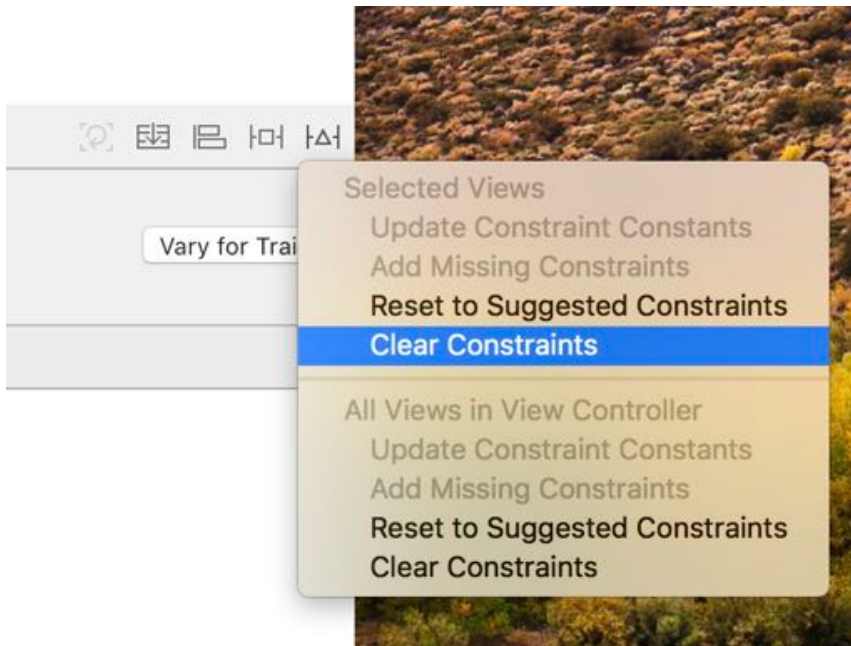 Vary for Trai
Selected Views
Update Constraint Constants
Add Missing Constraints
Reset to Suggested Constraints
Clear Constraints
All Views in View Controller
Update Constraint Constants
Add Missing Constraints
Reset to Suggested Constraints
Clear Constraints